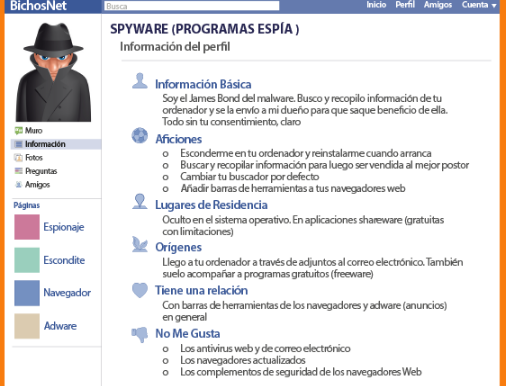 BichosNet
Busca
Inicio Perfil Amigos Cuenta
SPYWARE (PROGRAMAS ESPÍA )
Información del perfil
Muro
Información
Fotos
Preguntas
Amigos
Páginas
Espionaje
Escondite
Navegador
Adware
Información Básica
Soy el James Bond del malware. Busco y recopilo información de tu
ordenador y se la envío a mi dueño para que saque beneficio de ella.
Todo sin tu consentimiento, claro
Aficiones
o Esconderme en tu ordenador y reinstalarme cuando arranca
o Buscar y recopilar información para luego ser vendida al mejor postor
o Cambiar tu buscador por defecto
o Añadir barras de herramientas a tus navegadores web
Lugares de Residencia
Oculto en el sistema operativo. En aplicaciones shareware (gratuitas
con limitaciones)
Orígenes
Llego a tu ordenador a través de adjuntos al correo electrónico. También
suelo acompañar a programas gratuitos (freeware)
Tiene una relación
Con barras de herramientas de los navegadores y adware (anuncios)
en general
No Me Gusta
o Los antivirus web y de correo electrónico
o Los navegadores actualizados
o Los complementos de seguridad de los navegadores Web